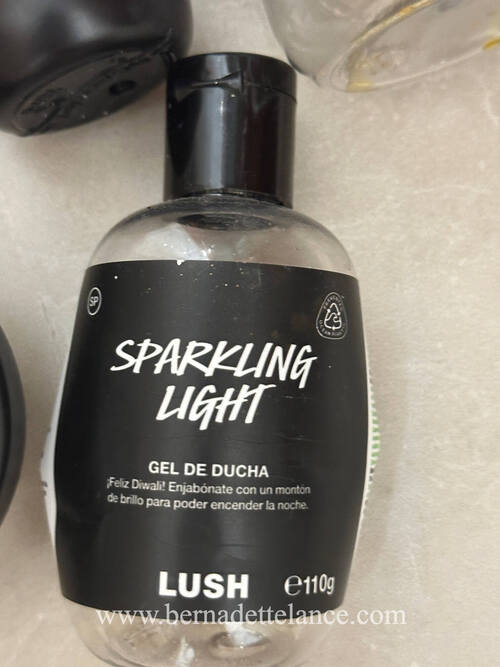 SP
SPARKLING
LIGHT
GEL DE DUCHA
¡Feliz Diwali! Enjabónate con un montón
de brillo para poder encender la noche.
LUSH ℮110g
www.bernadettelance.com